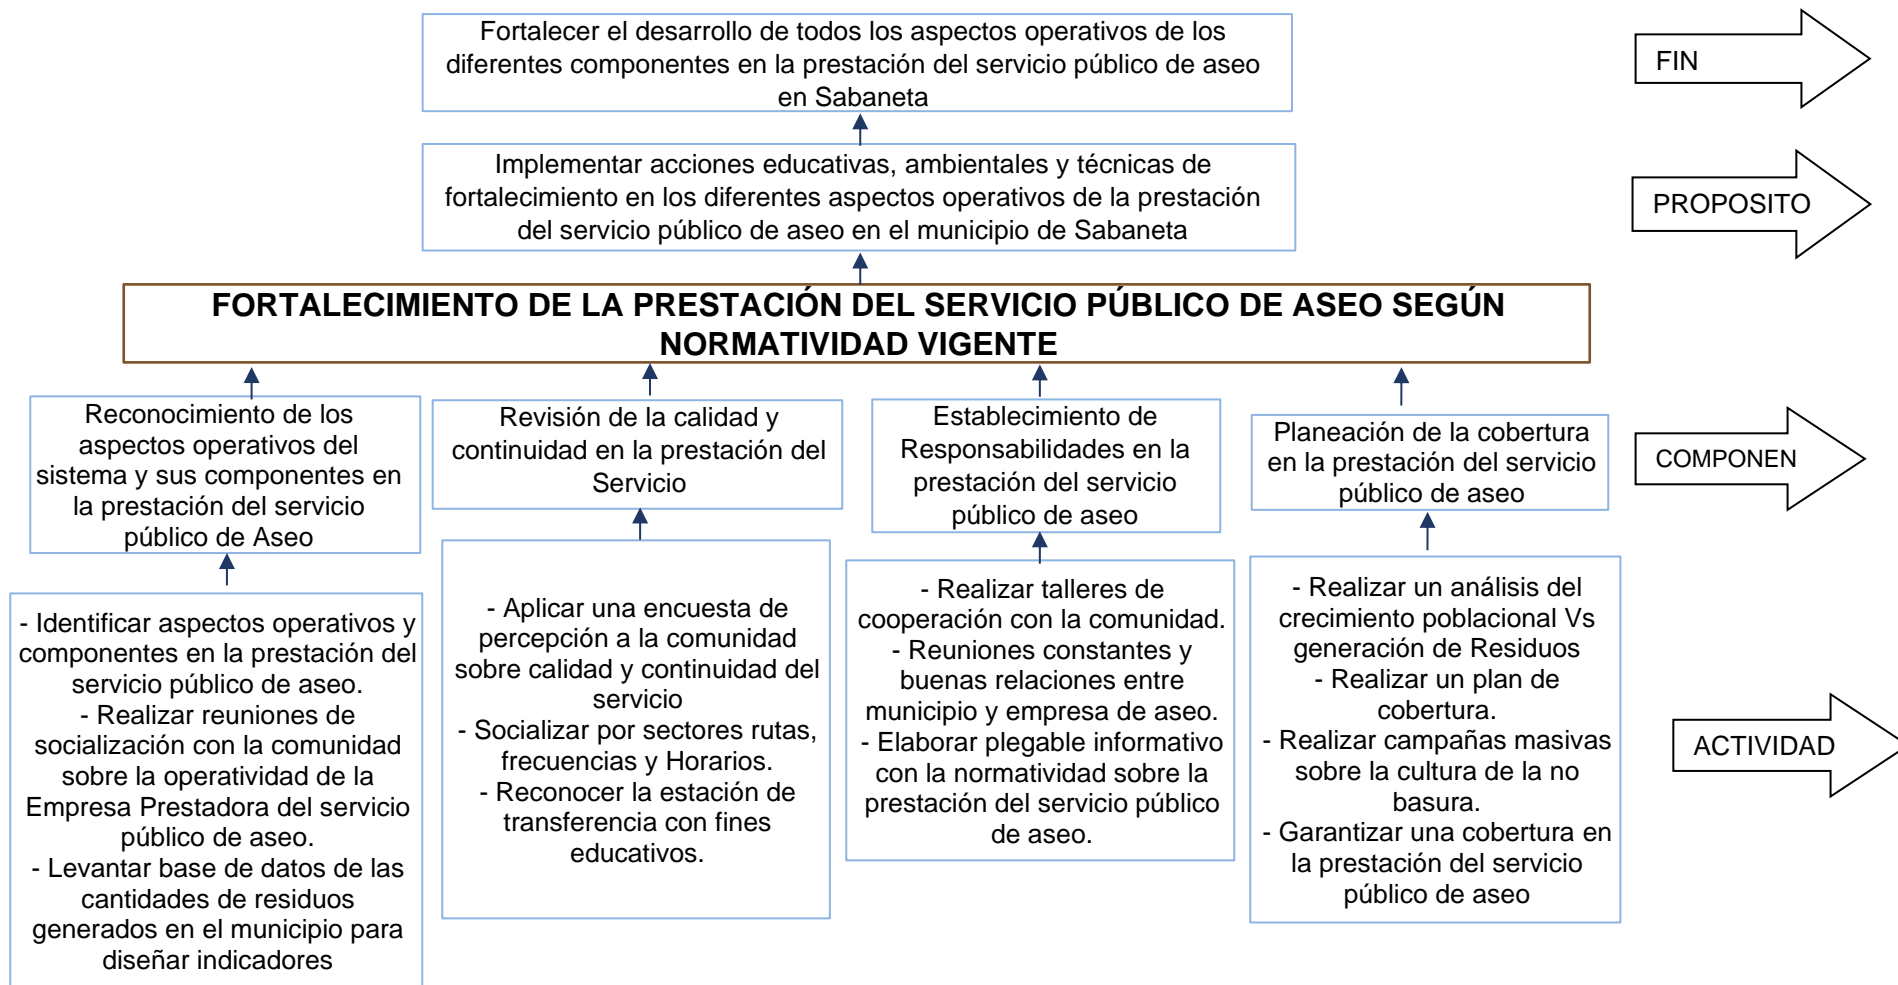 Fortalecer el desarrollo de todos los aspectos operativos de los
diferentes componentes en la prestación del servicio público de aseo
en Sabaneta
FIN
Implementar acciones educativas, ambientales y técnicas de
fortalecimiento en los diferentes aspectos operativos de la prestación
del servicio público de aseo en el municipio de Sabaneta
PROPOSITO
FORTALECIMIENTO DE LA PRESTACIÓN DEL SERVICIO PÚBLICO DE ASEO SEGÚN
NORMATIVIDAD VIGENTE
Reconocimiento de los
aspectos operativos del
sistema y sus componentes en
la prestación del servicio
público de Aseo
Revisión de la calidad y
continuidad en la prestación del
Servicio
Establecimiento de
Responsabilidades en la
prestación del servicio
público de aseo
Planeación de la cobertura
en la prestación del servicio
público de aseo
COMPONEN
- Identificar aspectos operativos y
componentes en la prestación del
servicio público de aseo.
- Realizar reuniones de
socialización con la comunidad
sobre la operatividad de la
Empresa Prestadora del servicio
público de aseo.
- Levantar base de datos de las
cantidades de residuos
generados en el municipio para
diseñar indicadores
- Aplicar una encuesta de
percepción a la comunidad
sobre calidad y continuidad del
servicio
- Socializar por sectores rutas,
frecuencias y Horarios.
- Reconocer la estación de
transferencia con fines
educativos.
- Realizar talleres de
cooperación con la comunidad.
- Reuniones constantes y
buenas relaciones entre
municipio y empresa de aseo.
- Elaborar plegable informativo
con la normatividad sobre la
prestación del servicio público
de aseo.
- Realizar un análisis del
crecimiento poblacional Vs
generación de Residuos
- Realizar un plan de
cobertura.
- Realizar campañas masivas
sobre la cultura de la no
basura.
- Garantizar una cobertura en
la prestación del servicio
público de aseo
ACTIVIDAD